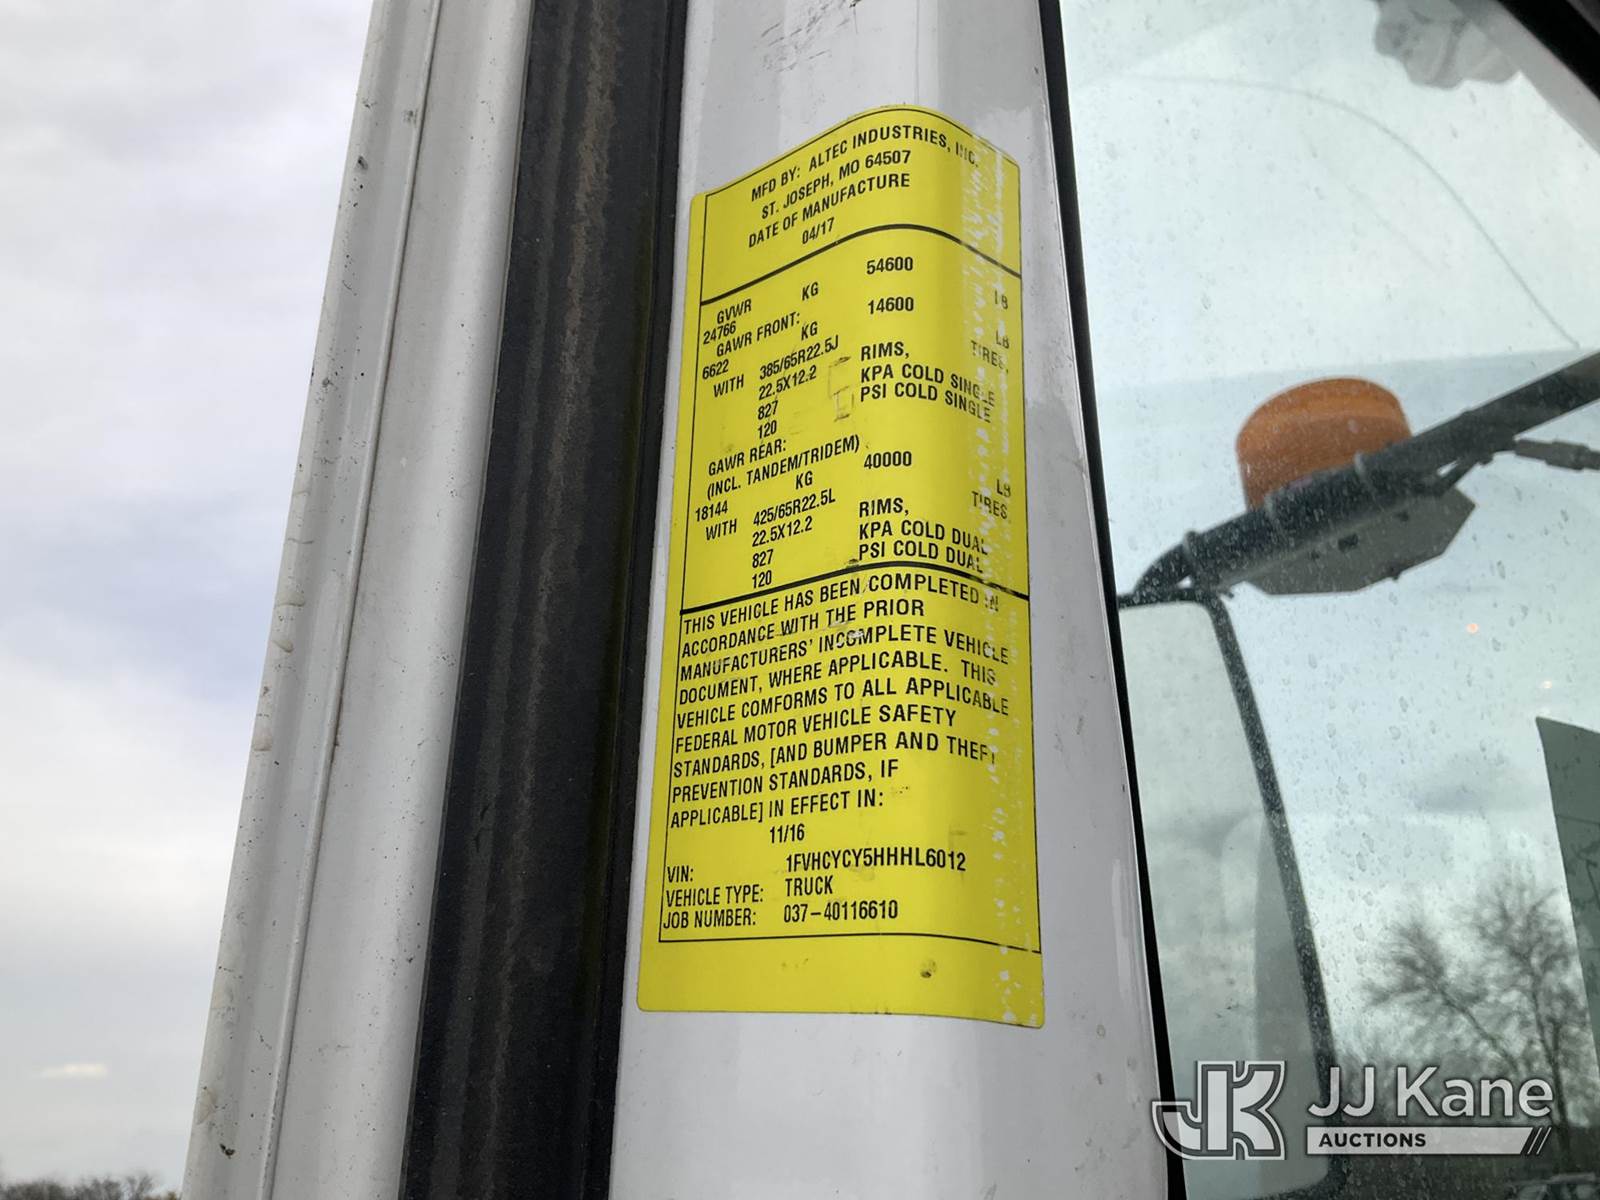 MFD BY: ALTEC INDUSTRIES, INC.
ST. JOSEPH, MO 64507
DATE OF MANUFACTURE
04/17
GVWR
24766 KG 54600 LB
GAWR FRONT:
6622 KG 14600 LB
WITH 385/65R22.5J TIRES,
22.5X12.2 RIMS,
827 KPA COLD SINGLE
120 PSI COLD SINGLE
GAWR REAR:
(INCL. TANDEM/TRIDEM)
18144 KG 40000 LB
WITH 425/65R22.5L TIRES,
22.5X12.2 RIMS,
827 KPA COLD DUAL
120 PSI COLD DUAL
THIS VEHICLE HAS BEEN COMPLETED IN
ACCORDANCE WITH THE PRIOR
MANUFACTURERS' INCOMPLETE VEHICLE
DOCUMENT, WHERE APPLICABLE. THIS
VEHICLE COMFORMS TO ALL APPLICABLE
FEDERAL MOTOR VEHICLE SAFETY
STANDARDS, [AND BUMPER AND THEFT
PREVENTION STANDARDS, IF
APPLICABLE] IN EFFECT IN:
11/16
VIN: 1FVHCYCY5HHHL6012
VEHICLE TYPE: TRUCK
JOB NUMBER: 037-40116610
JJ Kane
AUCTIONS